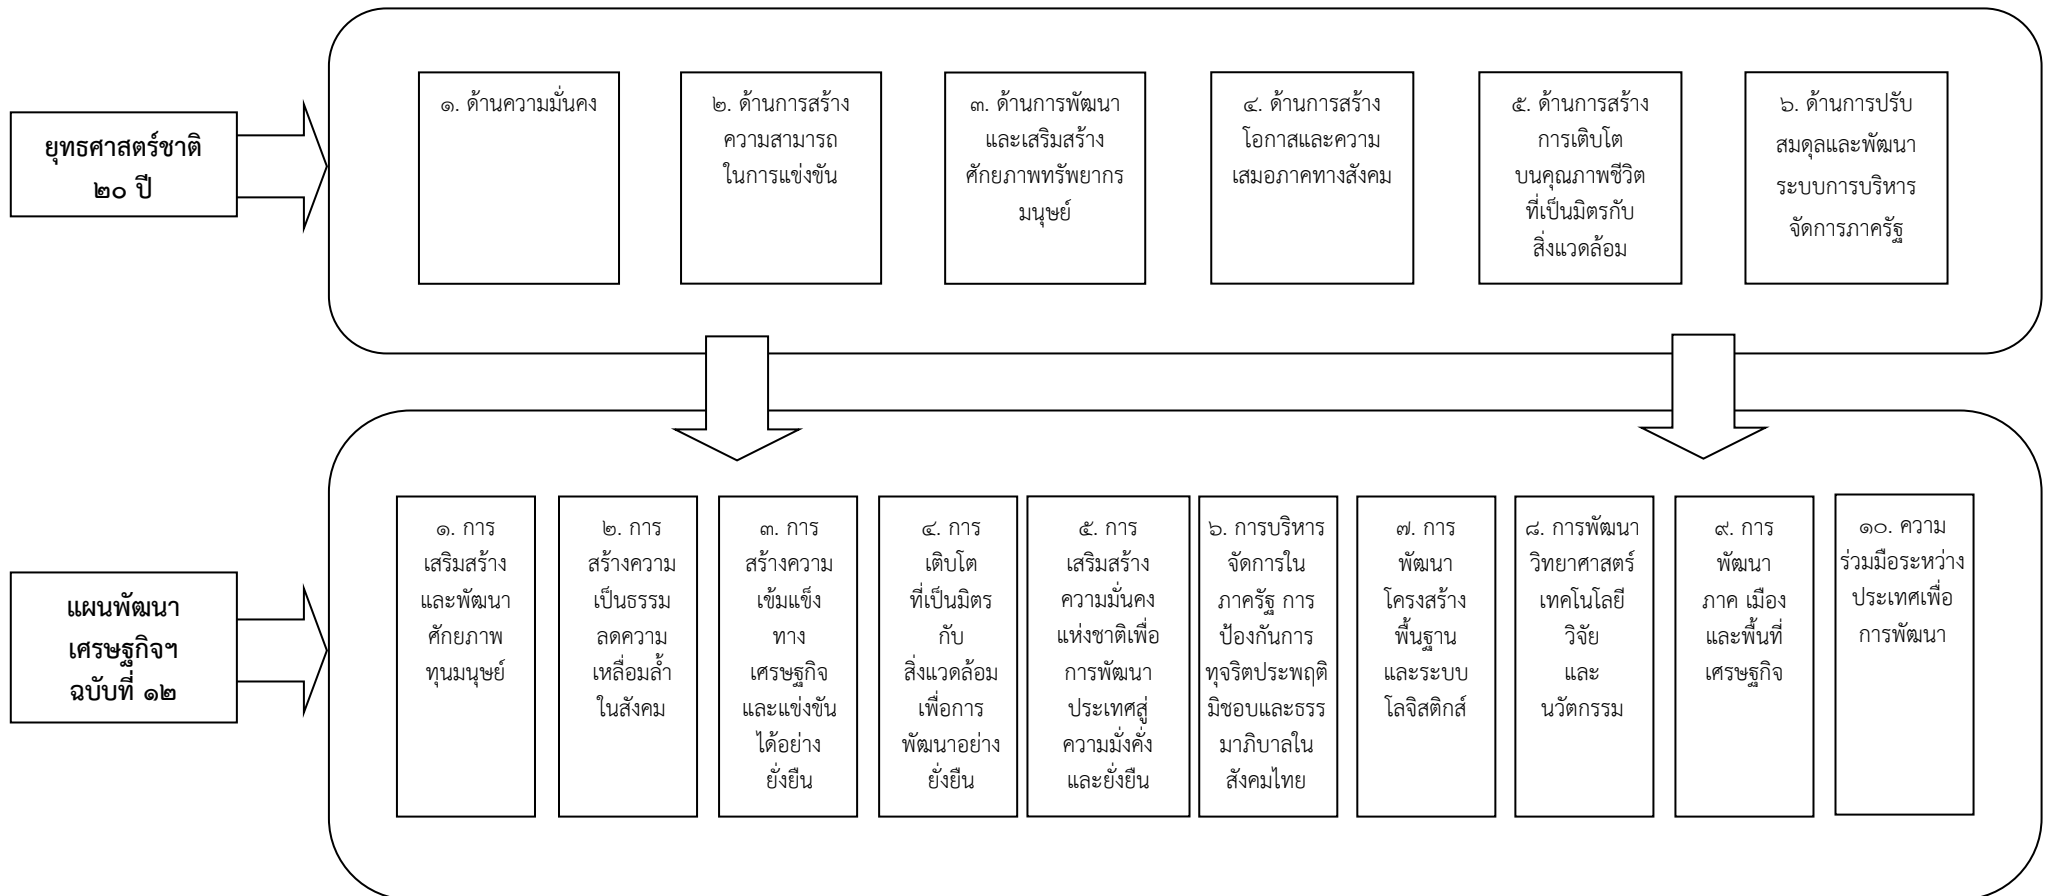 ยุทธศาสตร์ชาติ
๒๐ ปี
๑. ด้านความมั่นคง
๒. ด้านการสร้าง
ความสามารถ
ในการแข่งขัน
๓. ด้านการพัฒนา
และเสริมสร้าง
ศักยภาพทรัพยากร
มนุษย์
๔. ด้านการสร้าง
โอกาสและความ
เสมอภาคทางสังคม
๕. ด้านการสร้าง
การเติบโต
บนคุณภาพชีวิต
ที่เป็นมิตรกับ
สิ่งแวดล้อม
๖. ด้านการปรับ
สมดุลและพัฒนา
ระบบการบริหาร
จัดการภาครัฐ
แผนพัฒนา
เศรษฐกิจฯ
ฉบับที่ ๑๒
๑. การ
เสริมสร้าง
และพัฒนา
ศักยภาพ
ทุนมนุษย์
๒. การ
สร้างความ
เป็นธรรม
ลดความ
เหลื่อมล้ำ
ในสังคม
๓. การ
สร้างความ
เข้มแข็ง
ทาง
เศรษฐกิจ
และแข่งขัน
ได้อย่าง
ยั่งยืน
๔. การ
เติบโต
ที่เป็นมิตร
กับ
สิ่งแวดล้อม
เพื่อการ
พัฒนาอย่าง
ยั่งยืน
๕. การ
เสริมสร้าง
ความมั่นคง
แห่งชาติเพื่อ
การพัฒนา
ประเทศสู่
ความมั่งคั่ง
และยั่งยืน
๖. การบริหาร
จัดการใน
ภาครัฐ การ
ป้องกันการ
ทุจริตประพฤติ
มิชอบและธรร
มาภิบาลใน
สังคมไทย
๗. การ
พัฒนา
โครงสร้าง
พื้นฐาน
และระบบ
โลจิสติกส์
๘. การพัฒนา
วิทยาศาสตร์
เทคโนโลยี
วิจัย
และ
นวัตกรรม
๙. การ
พัฒนา
ภาค เมือง
และพื้นที่
เศรษฐกิจ
๑๐. ความ
ร่วมมือระหว่าง
ประเทศเพื่อ
การพัฒนา